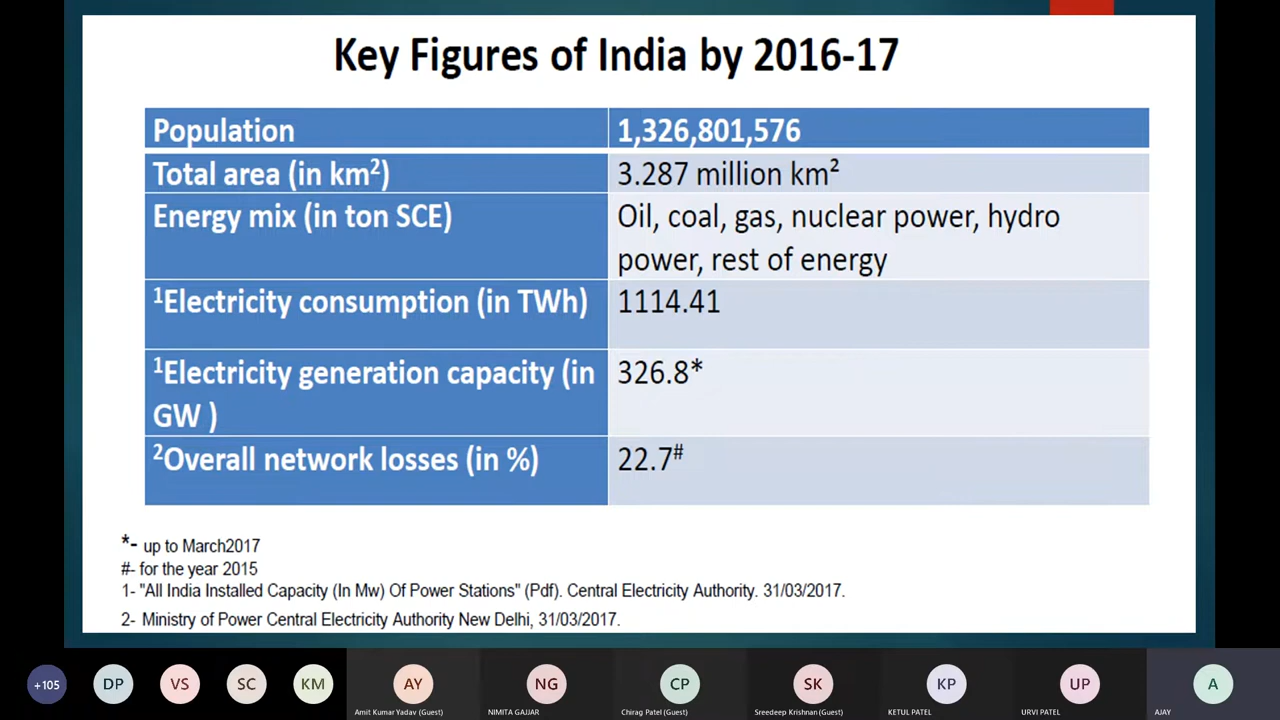 Key Figures of India by 2016-17
Population 1,326,801,576
Total area (in km²) 3.287 million km²
Energy mix (in ton SCE) Oil, coal, gas, nuclear power, hydro
power, rest of energy
¹Electricity consumption (in TWh) 1114.41
¹Electricity generation capacity (in 326.8*
GW )
²Overall network losses (in %) 22.7#
*- up to March2017
#- for the year 2015
1- "All India Installed Capacity (In Mw) Of Power Stations" (Pdf). Central Electricity Authority. 31/03/2017.
2- Ministry of Power Central Electricity Authority New Delhi, 31/03/2017.
+105 DP VS SC KM AY NG CP SK KP UP A
Amit Kumar Yadav (Guest) NIMITA GAJJAR Chirag Patel (Guest) Sreedeep Krishnan (Guest) KETUL PATEL URVI PATEL AJAY